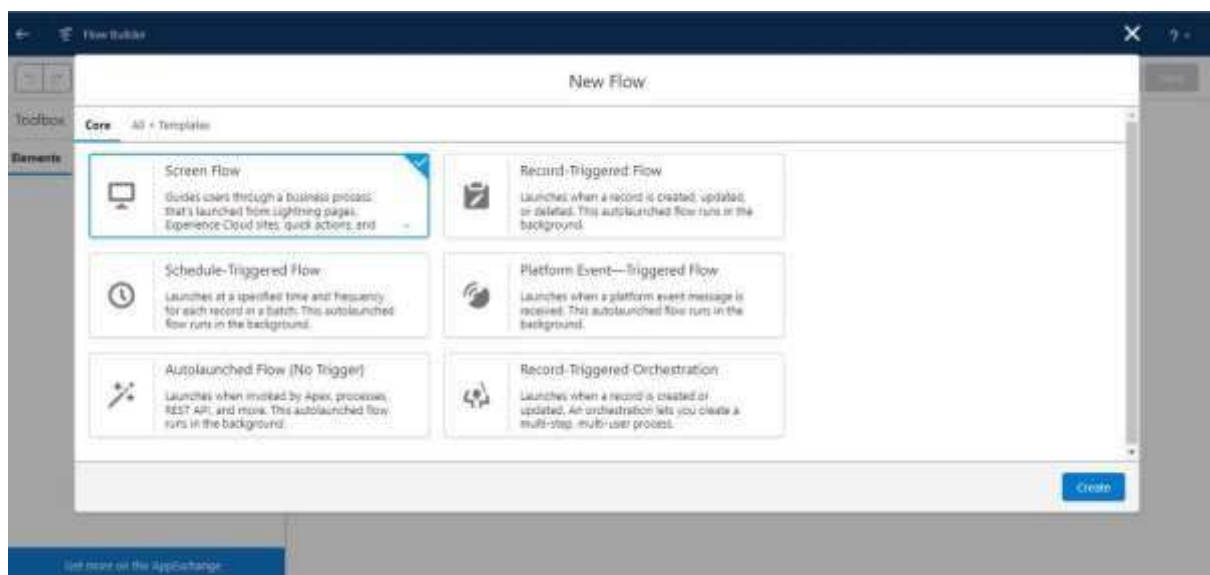 Flow Builder
New Flow
Toolbox
Core All + Templates
Elements
Screen Flow
Guides users through a business process
that's launched from Lightning pages,
Experience Cloud sites, quick actions, and
Record-Triggered Flow
Launches when a record is created, updated,
or deleted. This autolaunched flow runs in the
background.
Schedule-Triggered Flow
Launches at a specified time and frequency
for each record in a batch. This autolaunched
flow runs in the background.
Platform Event—Triggered Flow
Launches when a platform event message is
received. This autolaunched flow runs in the
background.
Autolaunched Flow (No Trigger)
Launches when invoked by Apex, processes,
REST API, and more. This autolaunched flow
runs in the background.
Record-Triggered Orchestration
Launches when a record is created or
updated. An orchestration lets you create a
multi-step, multi-user process.
Create
Get more on the AppExchange